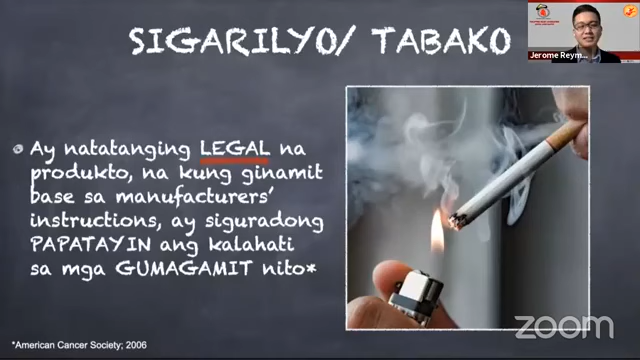 SIGARILYO/ TABAKO
Jerome Reym...
Ay natatanging LEGAL na
produkto, na kung ginamit
base sa manufacturers'
instructions, ay siguradong
PAPATAYIN ang kalahati
sa mga GUMAGAMIT nito*
zoom
*American Cancer Society; 2006